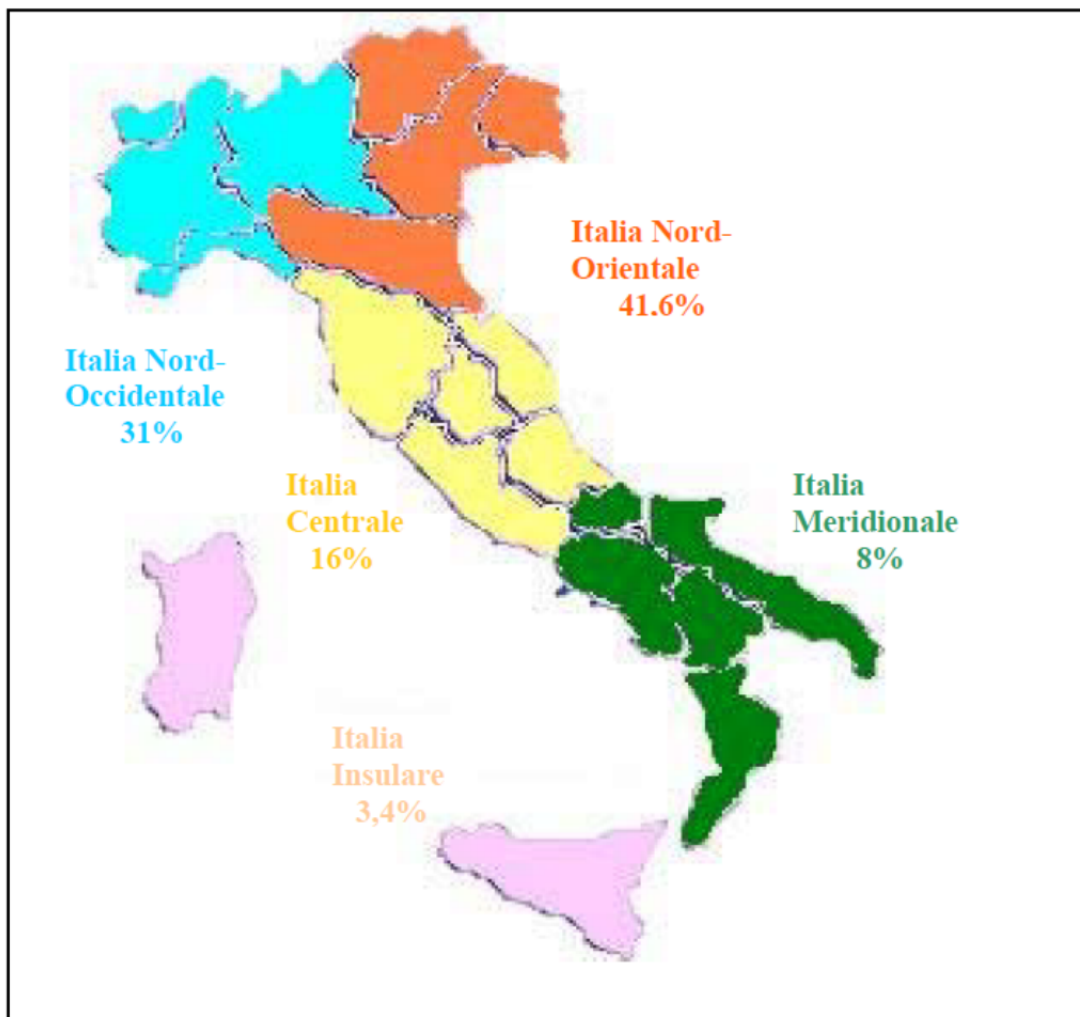 Italia Nord-
Orientale
41.6%
Italia Nord-
Occidentale
31%
Italia
Centrale
16%
Italia
Meridionale
8%
Italia
Insulare
3,4%